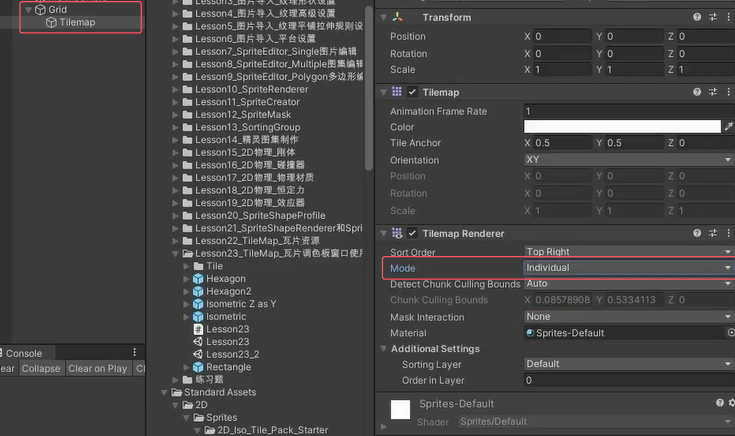 Grid
Tilemap
Console
ear Collapse Clear on Play
Lesson3_图片导入_纹理形状设置
Lesson4_图片导入_纹理高级设置
Lesson5_图片导入_纹理平铺拉伸规则设
Lesson6_图片导入_平台设置
Lesson7_SpriteEditor_Single图片编辑
Lesson8_SpriteEditor_Multiple图集编辑
Lesson9_SpriteEditor_Polygon多边形编
Lesson10_SpriteRenderer
Lesson11_SpriteCreator
Lesson12_SpriteMask
Lesson13_SortingGroup
Lesson14_精灵图集制作
Lesson15_2D物理_刚体
Lesson16_2D物理_碰撞器
Lesson17_2D物理_物理材质
Lesson18_2D物理_恒定力
Lesson19_2D物理_效应器
Lesson20_SpriteShapeProfile
Lesson21_SpriteShapeRenderer和Spri
Lesson22_TileMap_瓦片资源
Lesson23_TileMap_瓦片调色板窗口使用
Tile
Hexagon
Hexagon2
Isometric Z as Y
Isometric
Lesson23
Lesson23
Lesson23_2
Rectangle
练习题
Standard Assets
2D
Sprites
2D_Iso_Tile_Pack_Starter
Transform
Position X 0 Y 0 Z 0
Rotation X 0 Y 0 Z 0
Scale X 1 Y 1 Z 1
Tilemap
Animation Frame Rate 1
Color
Tile Anchor X 0.5 Y 0.5 Z 0
Orientation XY
Position X 0 Y 0 Z 0
Rotation X 0 Y 0 Z 0
Scale X 1 Y 1 Z 1
Tilemap Renderer
Sort Order Top Right
Mode Individual
Detect Chunk Culling Bounds Auto
Chunk Culling Bounds X 0.08578908 Y 0.5334113 Z 0
Mask Interaction None
Material Sprites-Default
Additional Settings
Sorting Layer Default
Order in Layer 0
Sprites-Default
Shader Sprites/Default